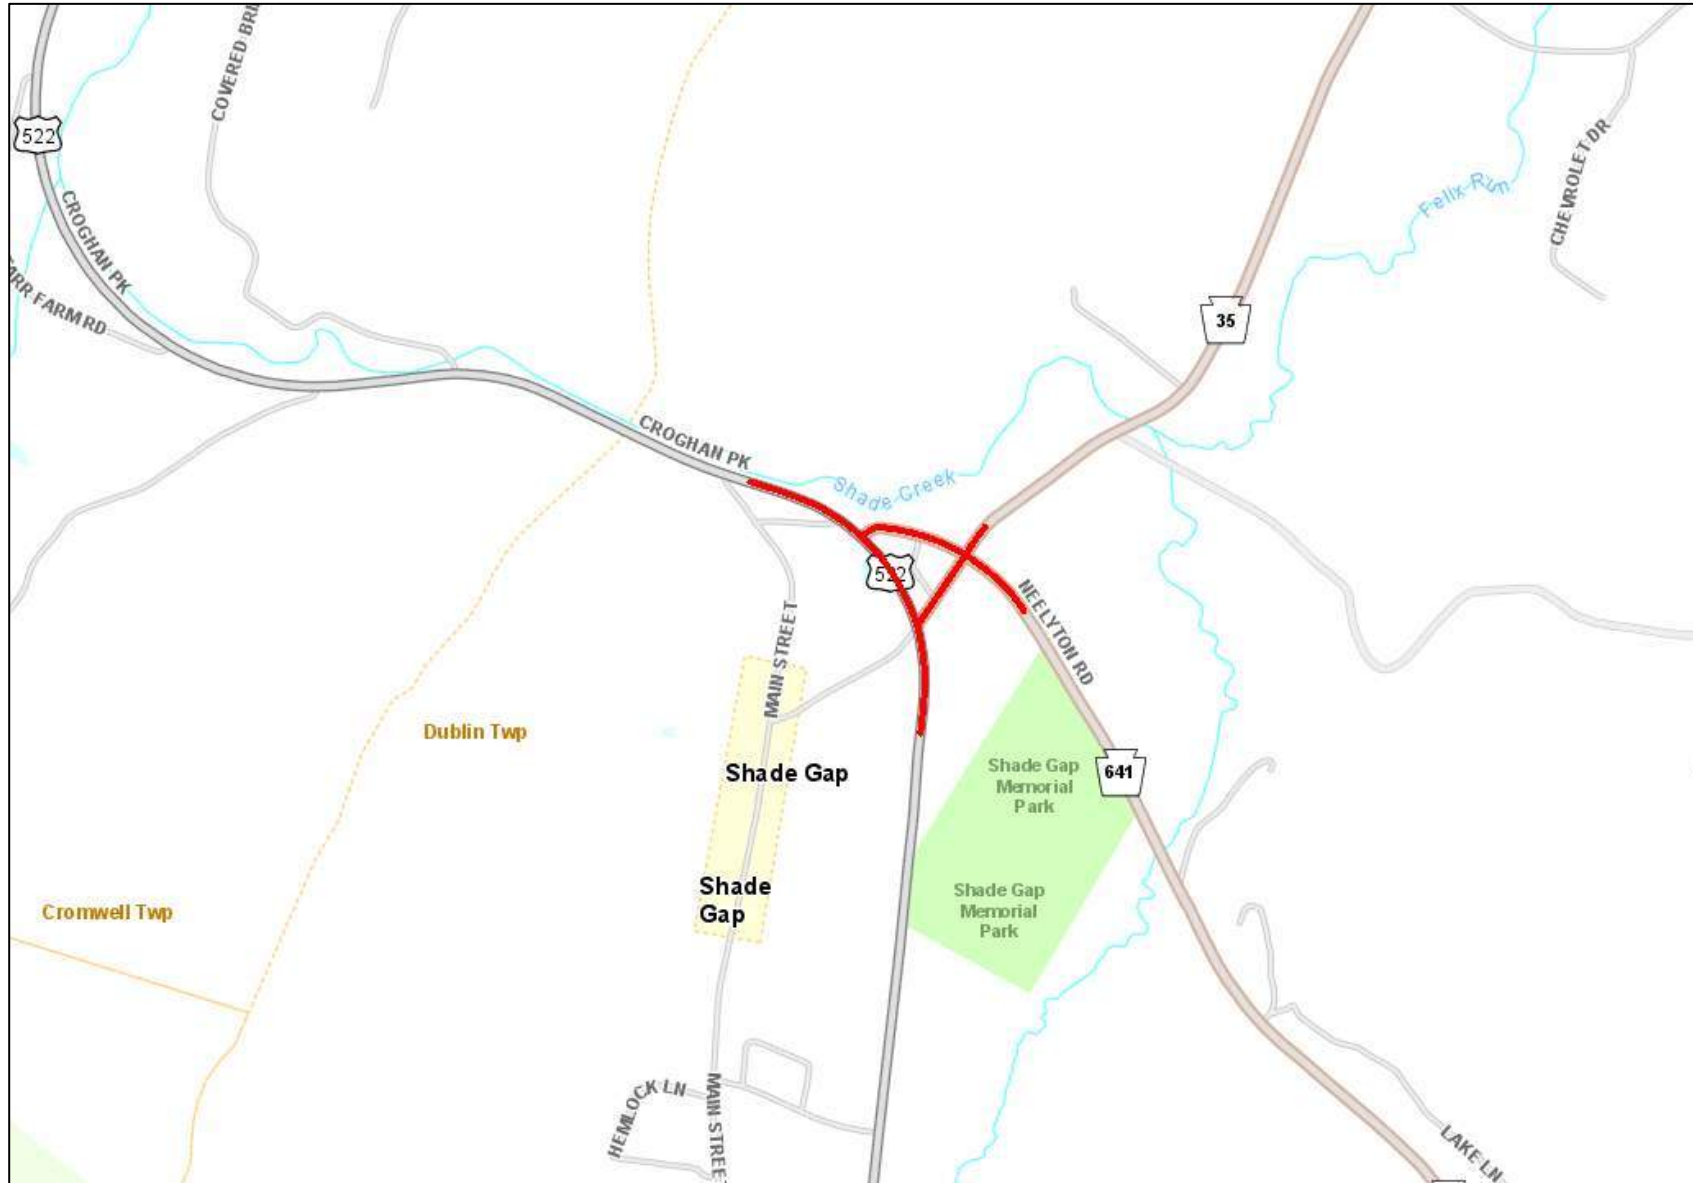 COVERED BRI
522
CROGHAN PK
ARR FARM RD
CHEVROLET DR
Felix Run
35
CROGHAN PK
Shade Creek
522
NEELYTON RD
MAIN STREET
Dublin Twp
Shade Gap
Shade Gap
Memorial
Park
641
Shade
Gap
Shade Gap
Memorial
Park
Cromwell Twp
HEMLOCK LN
MAIN STREE
LAKE LN